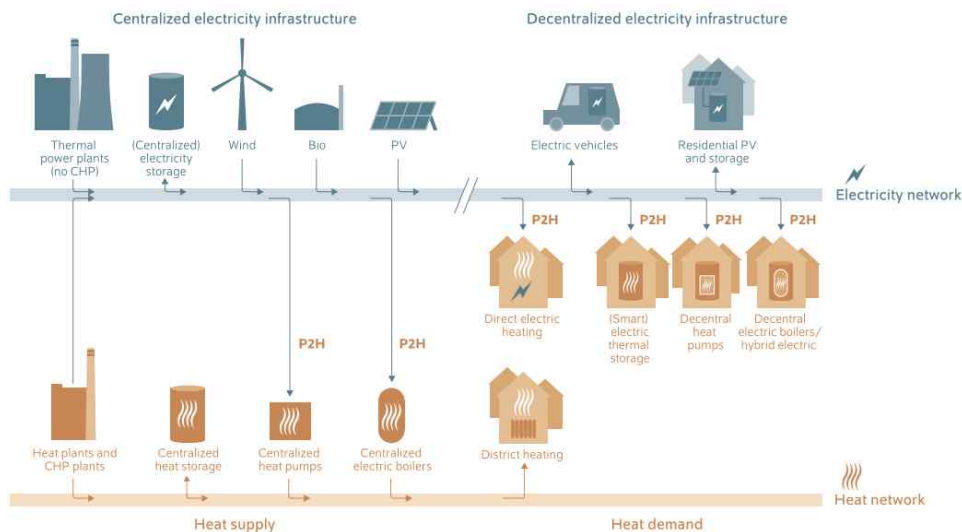 Centralized electricity infrastructure
Decentralized electricity infrastructure
Thermal
power plants
(no CHP)
(Centralized)
electricity
storage
Wind
Bio
PV
Electric vehicles
Residential PV
and storage
Electricity network
P2H
P2H
P2H
P2H
Direct electric
heating
(Smart)
electric
thermal
storage
Decentral
heat
pumps
Decentral
electric boilers/
hybrid electric
P2H
P2H
Heat plants and
CHP plants
Centralized
heat storage
Centralized
heat pumps
Centralized
electric boilers
District heating
Heat network
Heat supply
Heat demand